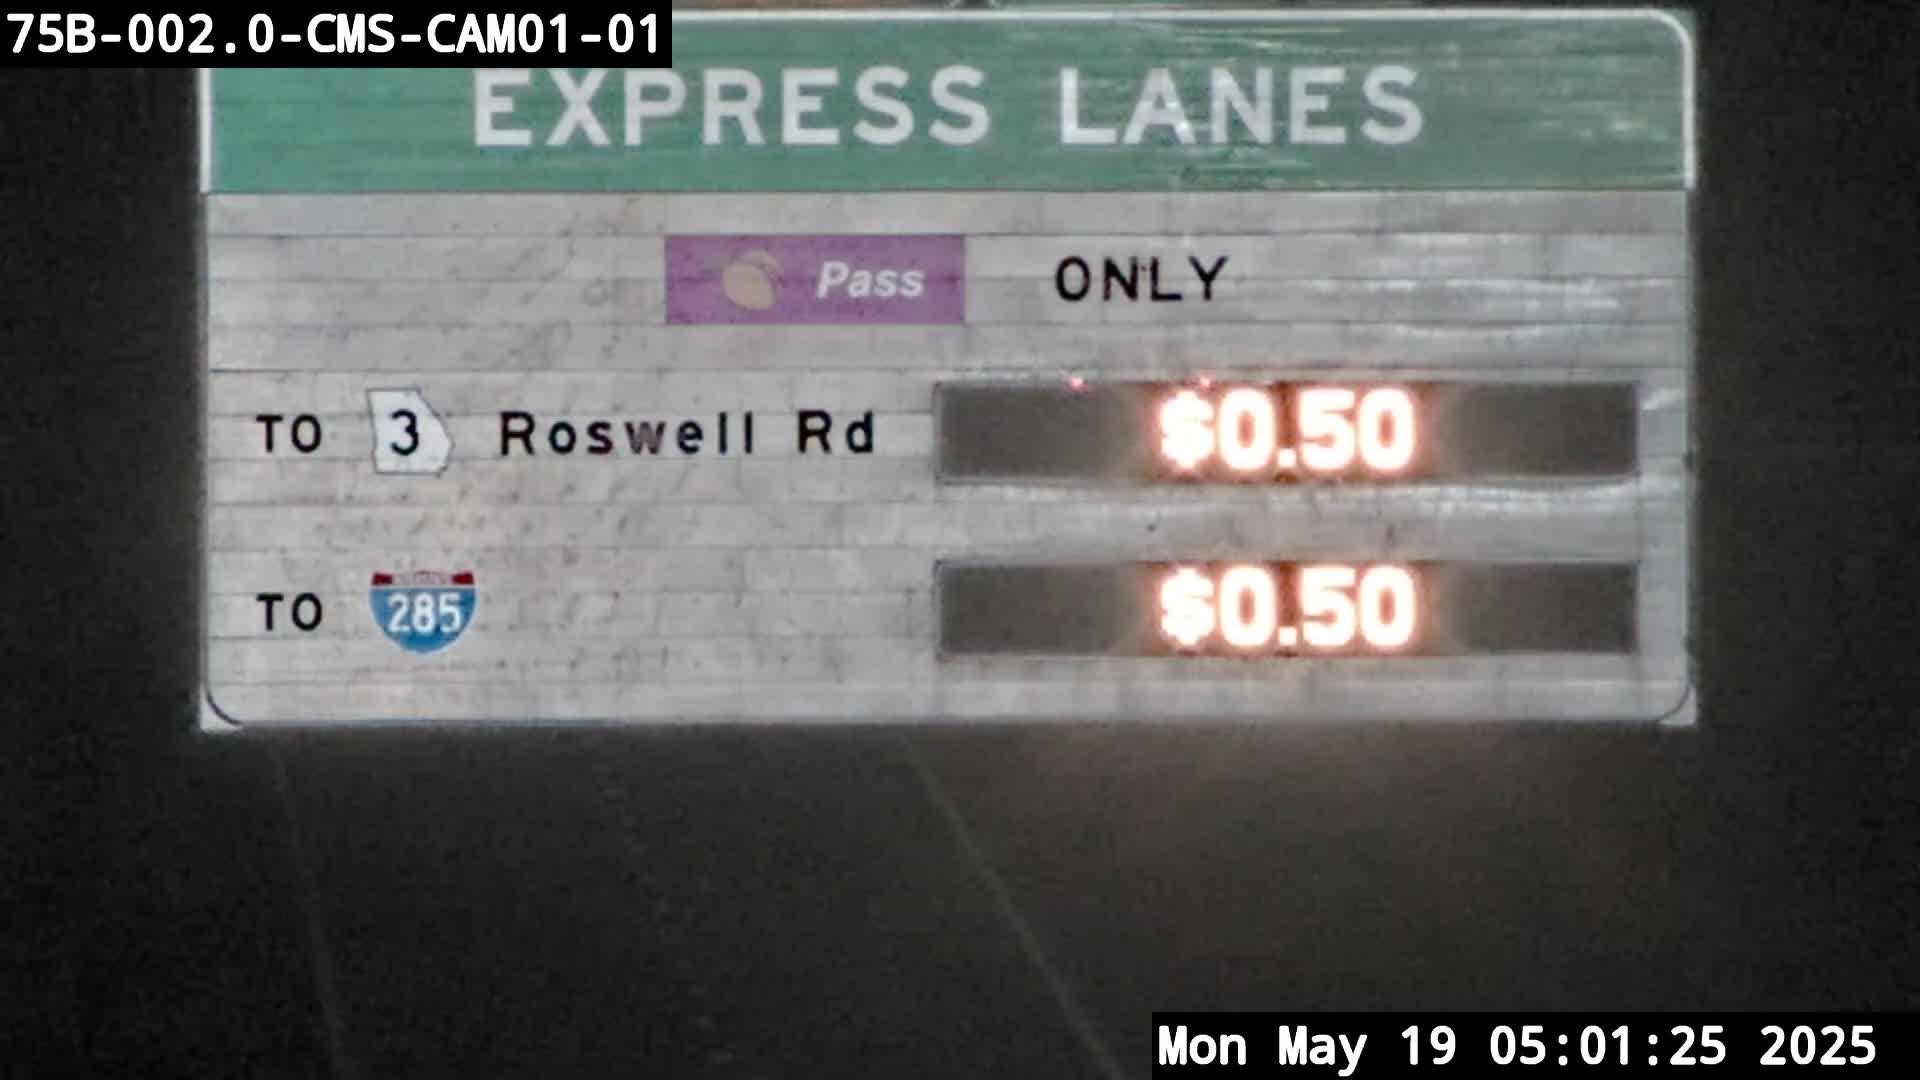 75B-002.0-CMS-CAM01-01
EXPRESS LANES
Pass ONLY
TO 3 Roswell Rd $0.50
TO 285 $0.50
Mon May 19 05:01:25 2025